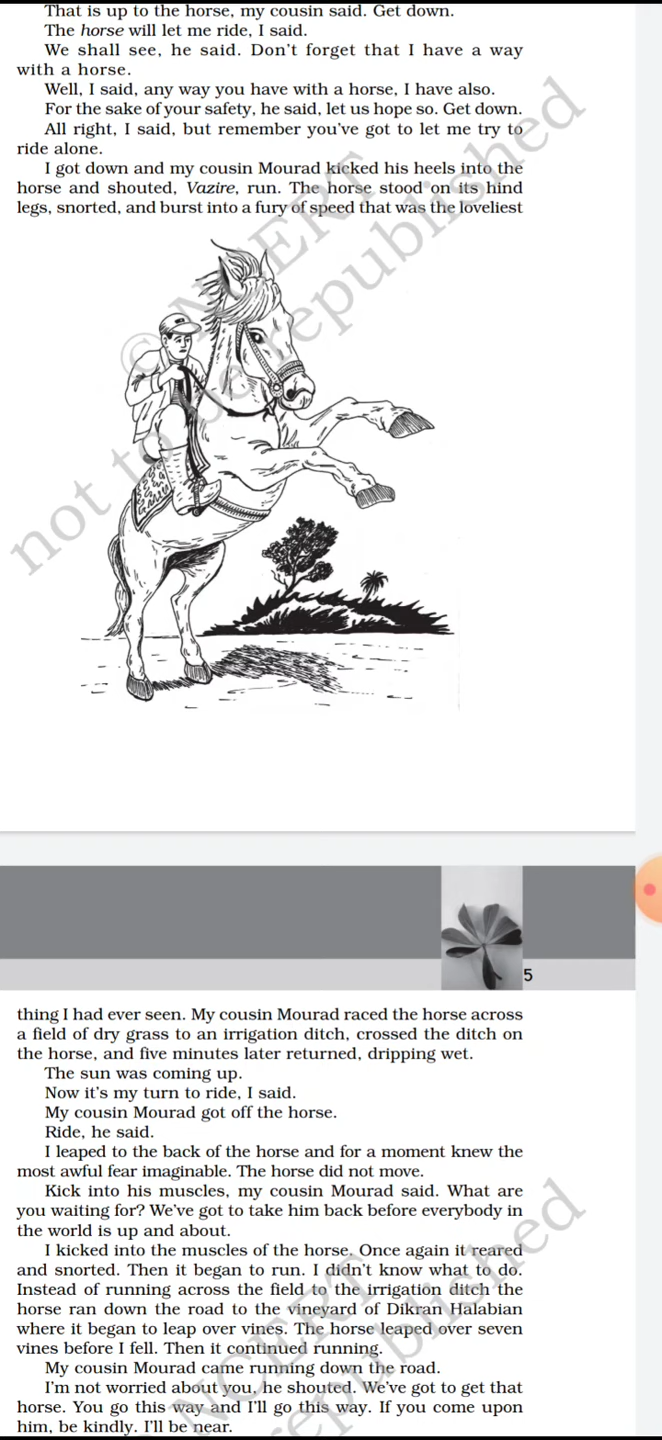 That is up to the horse, my cousin said. Get down.
The horse will let me ride, I said.
We shall see, he said. Don't forget that I have a way
with a horse.
Well, I said, any way you have with a horse, I have also.
For the sake of your safety, he said, let us hope so. Get down.
All right, I said, but remember you've got to let me try to
ride alone.
I got down and my cousin Mourad kicked his heels into the
horse and shouted, Vazire, run. The horse stood on its hind
legs, snorted, and burst into a fury of speed that was the loveliest
© NCERT
not to be republished
5
thing I had ever seen. My cousin Mourad raced the horse across
a field of dry grass to an irrigation ditch, crossed the ditch on
the horse, and five minutes later returned, dripping wet.
The sun was coming up.
Now it's my turn to ride, I said.
My cousin Mourad got off the horse.
Ride, he said.
I leaped to the back of the horse and for a moment knew the
most awful fear imaginable. The horse did not move.
Kick into his muscles, my cousin Mourad said. What are
you waiting for? We've got to take him back before everybody in
the world is up and about.
I kicked into the muscles of the horse. Once again it reared
and snorted. Then it began to run. I didn't know what to do.
Instead of running across the field to the irrigation ditch the
horse ran down the road to the vineyard of Dikran Halabian
where it began to leap over vines. The horse leaped over seven
vines before I fell. Then it continued running.
My cousin Mourad came running down the road.
I'm not worried about you, he shouted. We've got to get that
horse. You go this way and I'll go this way. If you come upon
him, be kindly. I'll be near.
NCERT
republished